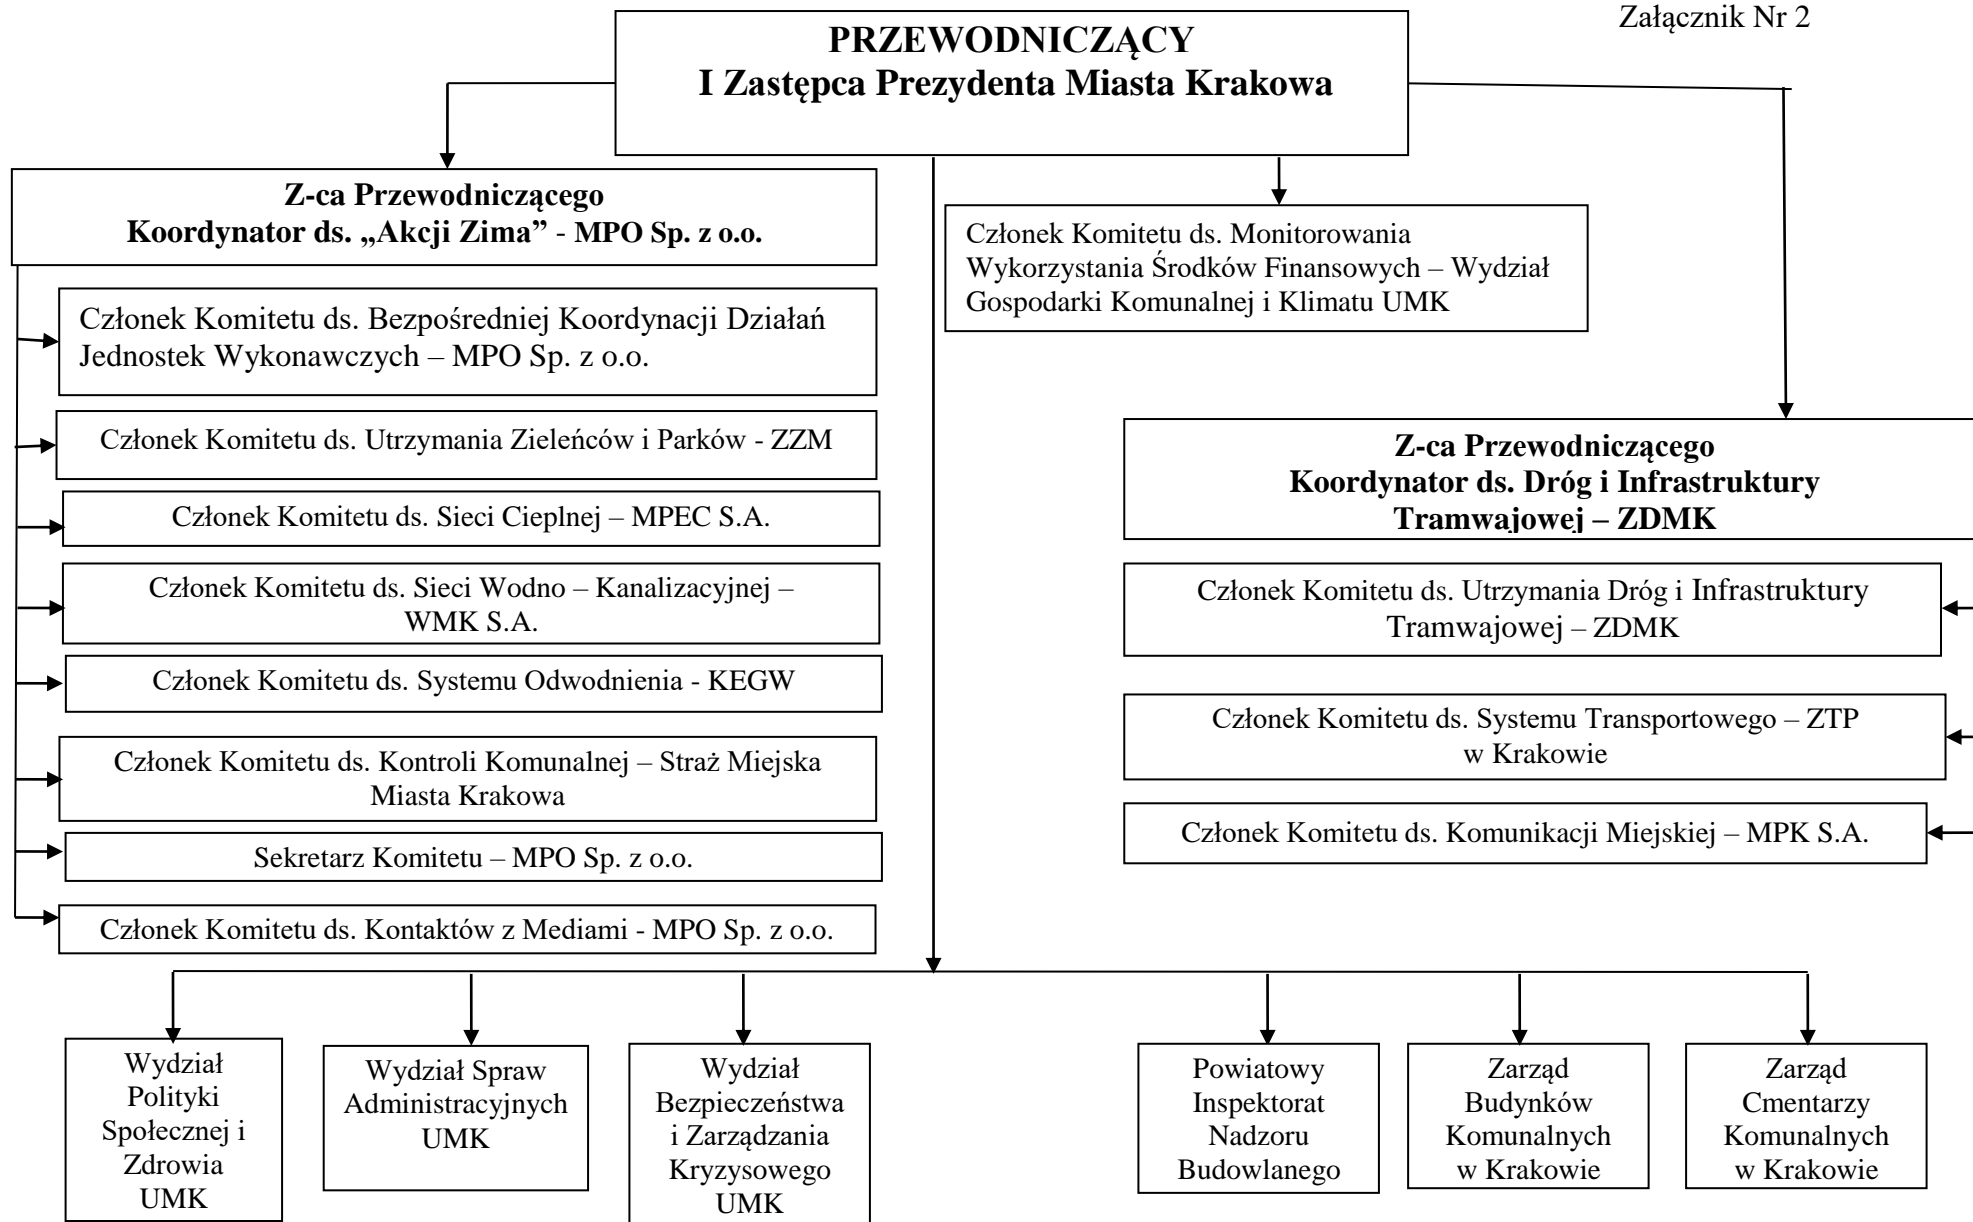 Załącznik Nr 2
PRZEWODNICZĄCY
I Zastępca Prezydenta Miasta Krakowa
Z-ca Przewodniczącego
Koordynator ds. „Akcji Zima” - MPO Sp. z o.o.
Członek Komitetu ds. Bezpośredniej Koordynacji Działań
Jednostek Wykonawczych – MPO Sp. z o.o.
Członek Komitetu ds. Utrzymania Zieleńców i Parków - ZZM
Członek Komitetu ds. Sieci Cieplnej – MPEC S.A.
Członek Komitetu ds. Sieci Wodno – Kanalizacyjnej –
WMK S.A.
Członek Komitetu ds. Systemu Odwodnienia - KEGW
Członek Komitetu ds. Kontroli Komunalnej – Straż Miejska
Miasta Krakowa
Sekretarz Komitetu – MPO Sp. z o.o.
Członek Komitetu ds. Kontaktów z Mediami - MPO Sp. z o.o.
Członek Komitetu ds. Monitorowania
Wykorzystania Środków Finansowych – Wydział
Gospodarki Komunalnej i Klimatu UMK
Z-ca Przewodniczącego
Koordynator ds. Dróg i Infrastruktury
Tramwajowej – ZDMK
Członek Komitetu ds. Utrzymania Dróg i Infrastruktury
Tramwajowej – ZDMK
Członek Komitetu ds. Systemu Transportowego – ZTP
w Krakowie
Członek Komitetu ds. Komunikacji Miejskiej – MPK S.A.
Wydział
Polityki
Społecznej i
Zdrowia
UMK
Wydział Spraw
Administracyjnych
UMK
Wydział
Bezpieczeństwa
i Zarządzania
Kryzysowego
UMK
Powiatowy
Inspektorat
Nadzoru
Budowlanego
Zarząd
Budynków
Komunalnych
w Krakowie
Zarząd
Cmentarzy
Komunalnych
w Krakowie